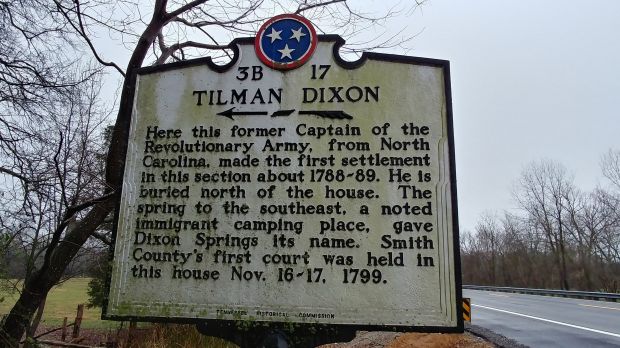 3B 17
TILMAN DIXON
Here this former Captain of the
Revolutionary Army, from North
Carolina, made the first settlement
in this section about 1788-89. He is
buried north of the house. The
spring to the southeast, a noted
immigrant camping place, gave
Dixon Springs its name. Smith
County's first court was held in
this house Nov. 16-17, 1799.
TENNESSEE HISTORICAL COMMISSION